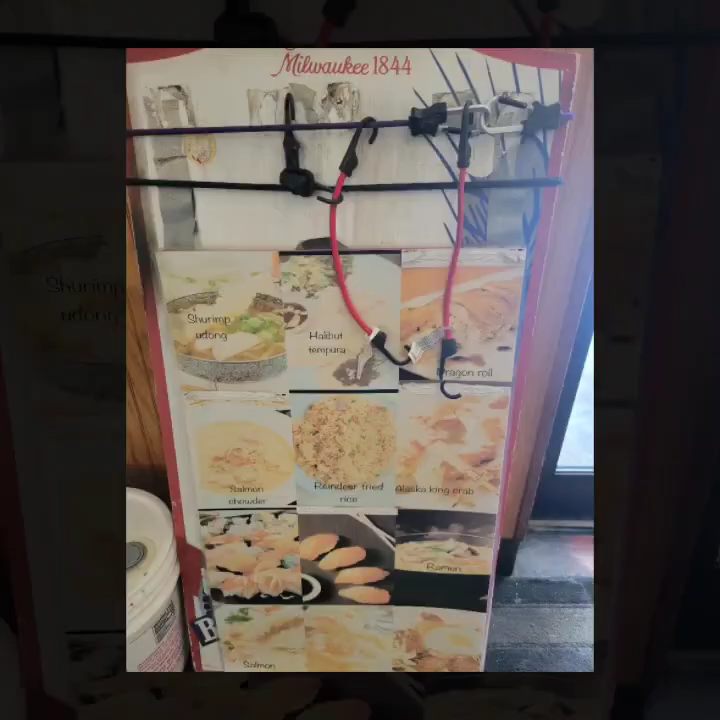 Milwaukee 1844
Shurimp
udong
Halibut
tempura
Dragon roll
Salmon
chowder
Reindeer fried
rice
Alaska king crab
Ramen
B
Salmon